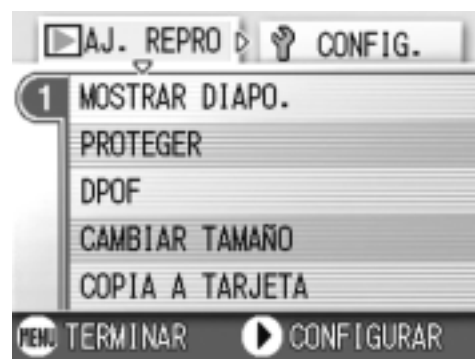 AJ. REPRO CONFIG.
1 MOSTRAR DIAPO.
PROTEGER
DPOF
CAMBIAR TAMAÑO
COPIA A TARJETA
MENU TERMINAR CONFIGURAR